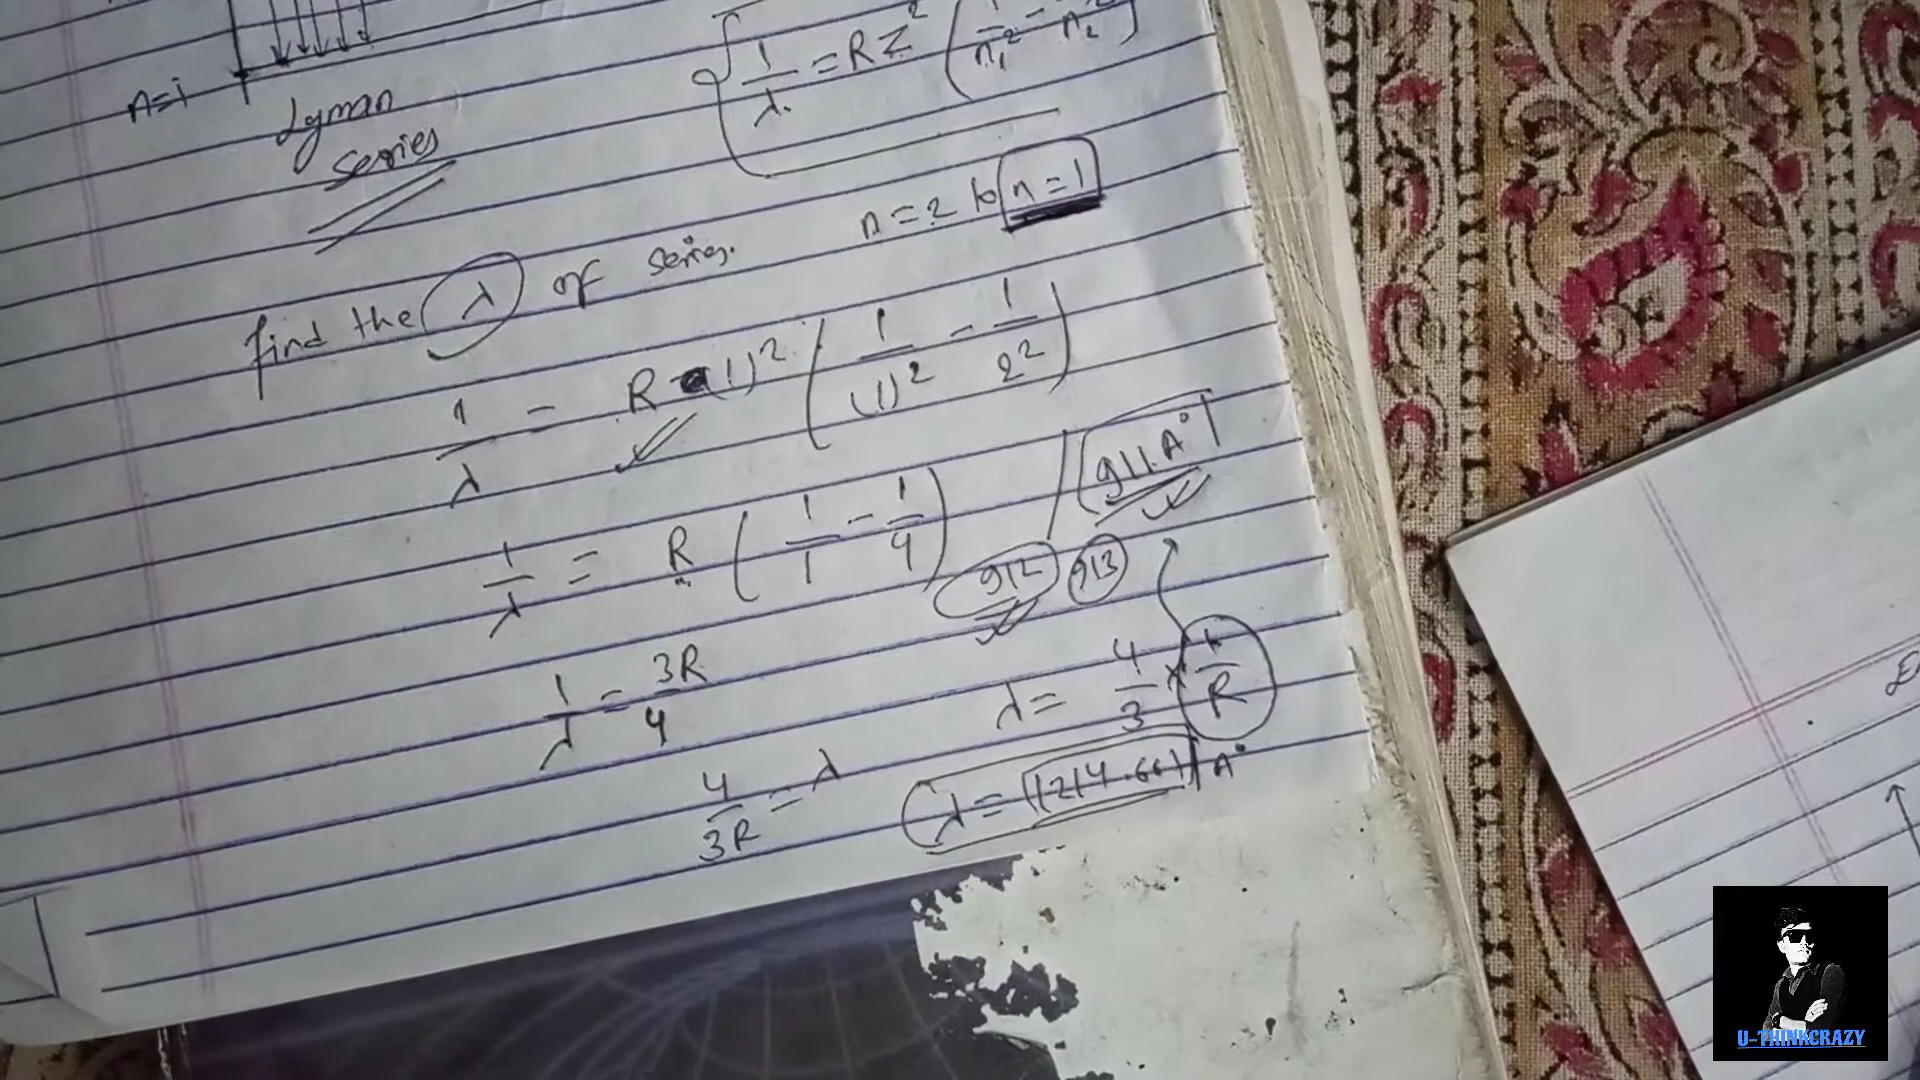 n=1
Lyman
series
1/λ = RZ² (1/n₁² - 1/n₂²)
n=2 to n=1
find the λ of series.
1/λ = R (1)² (1/(1)² - 1/2²)
1/λ = R (1/1 - 1/4)
911 A°
912 913
1/λ = 3R/4
λ = 4/3 × 1/R
4/3R = λ
λ = 1214.66 A°
U-THINKCRAZY